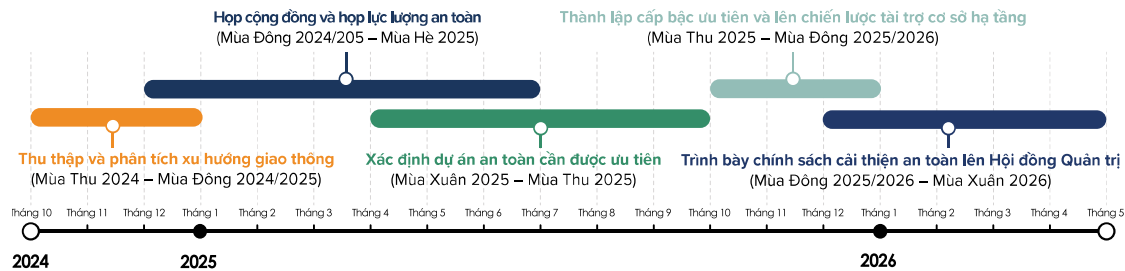 Họp cộng đồng và họp lực lượng an toàn
(Mùa Đông 2024/205 – Mùa Hè 2025)
Thành lập cấp bậc ưu tiên và lên chiến lược tài trợ cơ sở hạ tầng
(Mùa Thu 2025 – Mùa Đông 2025/2026)
Thu thập và phân tích xu hướng giao thông
(Mùa Thu 2024 – Mùa Đông 2024/2025)
Xác định dự án an toàn cần được ưu tiên
(Mùa Xuân 2025 – Mùa Thu 2025)
Trình bày chính sách cải thiện an toàn lên Hội đồng Quản trị
(Mùa Đông 2025/2026 – Mùa Xuân 2026)
Tháng 10 Tháng 11 Tháng 12 Tháng 1 Tháng 2 Tháng 3 Tháng 4 Tháng 5 Tháng 6 Tháng 7 Tháng 8 Tháng 9 Tháng 10 Tháng 11 Tháng 12 Tháng 1 Tháng 2 Tháng 3 Tháng 4 Tháng 5
2024 2025 2026